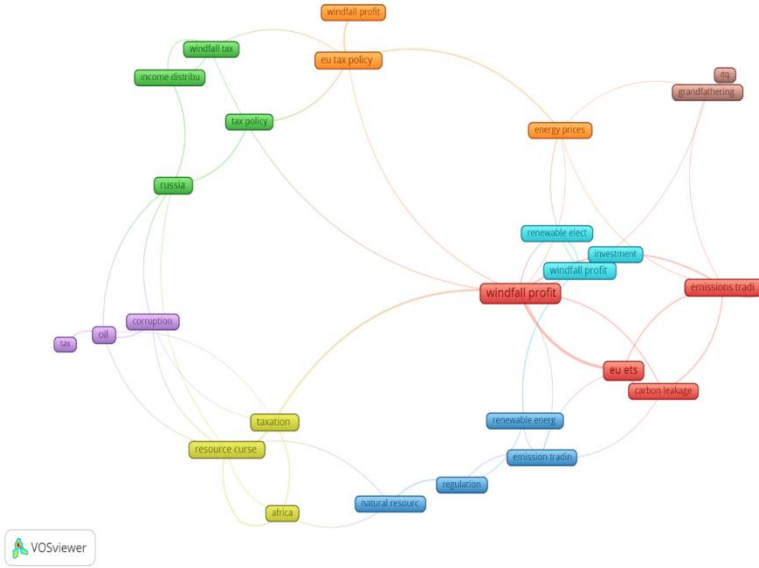 windfall profit
windfall tax
eu tax policy
income distribu
itq
grandfathering
tax policy
energy prices
russia
renewable elect
investment
windfall profit
windfall profit
emissions tradi
corruption
oil
tax
eu ets
carbon leakage
taxation
renewable energ
resource curse
emission tradin
regulation
natural resourc
africa
VOSviewer